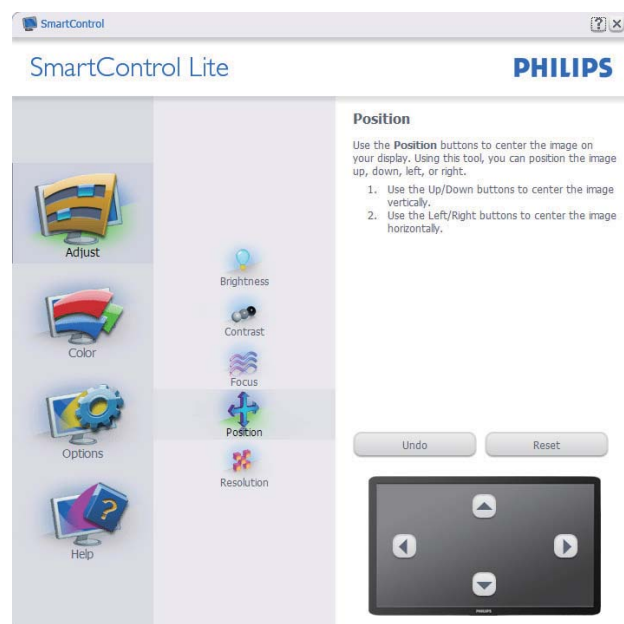 SmartControl
SmartControl Lite
PHILIPS
Adjust
Color
Options
Help
Brightness
Contrast
Focus
Position
Resolution
Position
Use the Position buttons to center the image on
your display. Using this tool, you can position the image
up, down, left, or right.
1. Use the Up/Down buttons to center the image
vertically.
2. Use the Left/Right buttons to center the image
horizontally.
Undo
Reset
PHILIPS